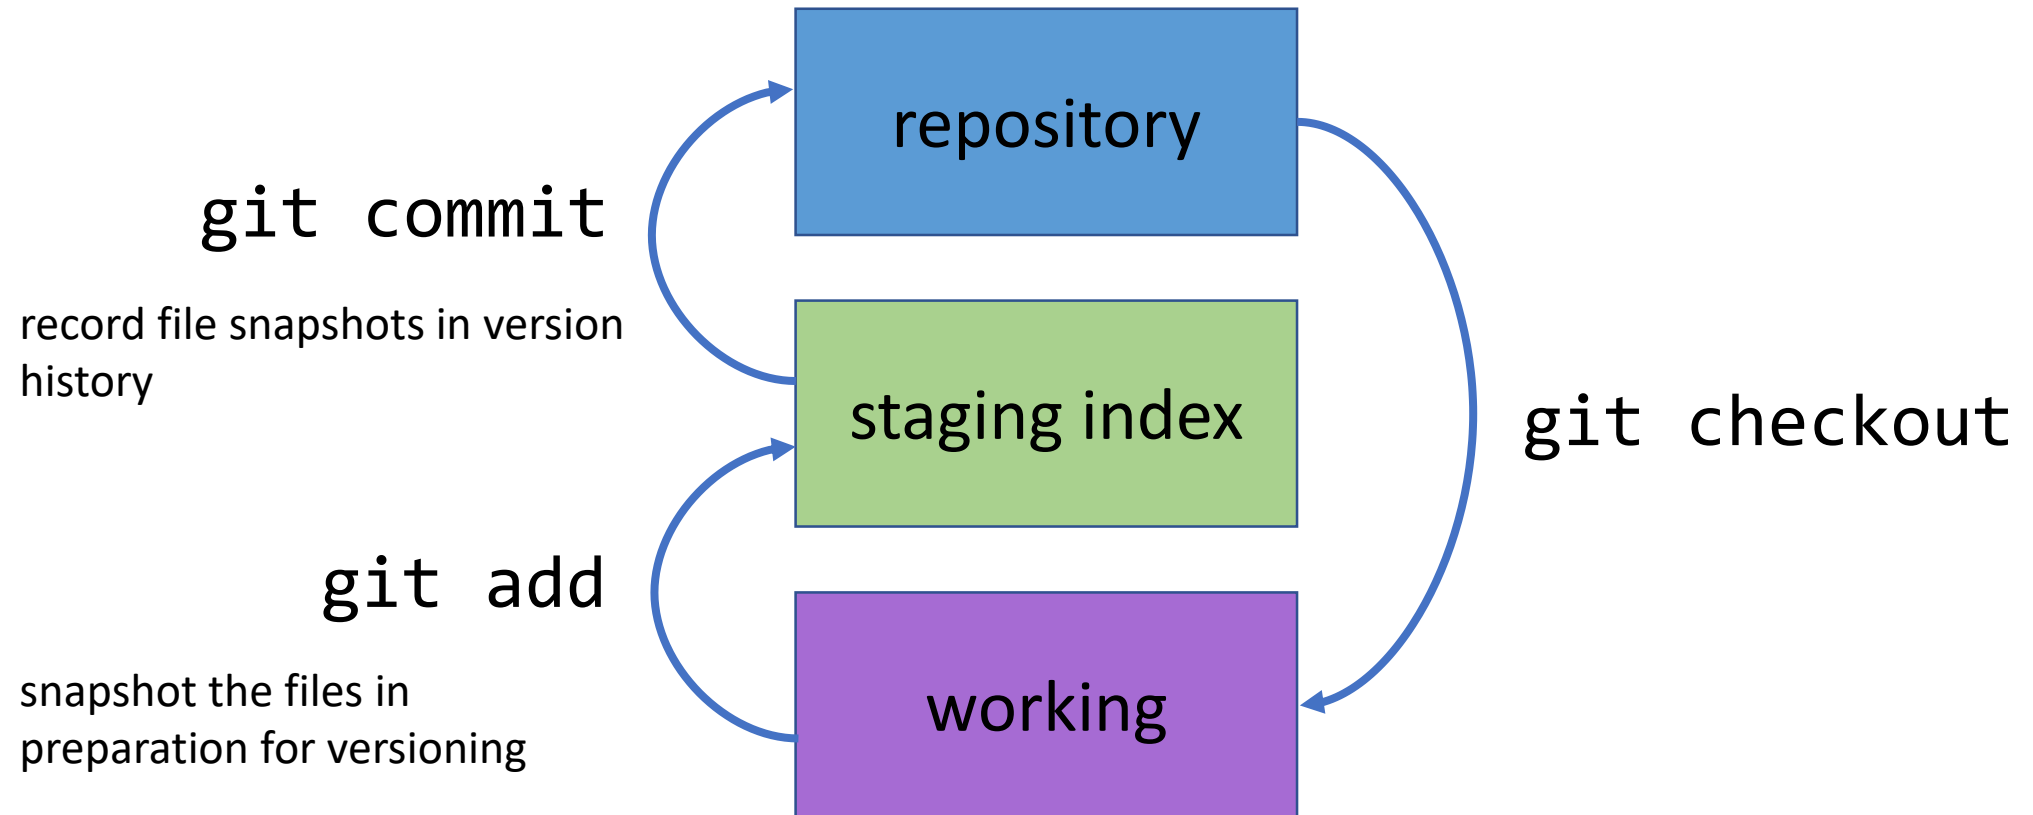 repository
git commit
record file snapshots in version
history
staging index
git checkout
git add
snapshot the files in
preparation for versioning
working